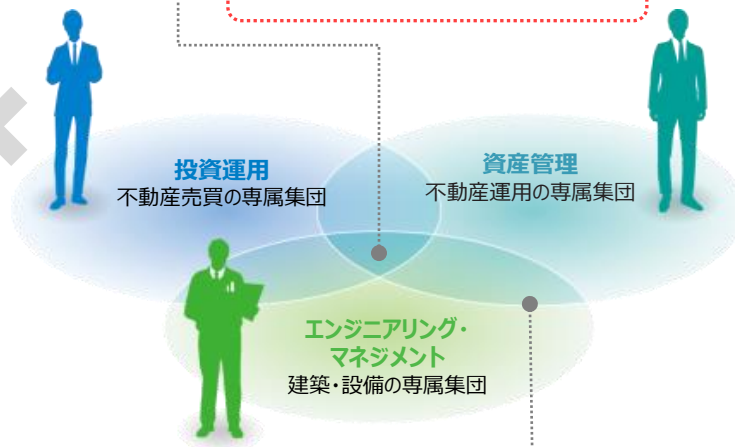 投資運用
不動産売買の専属集団
資産管理
不動産運用の専属集団
エンジニアリング・
マネジメント
建築・設備の専属集団